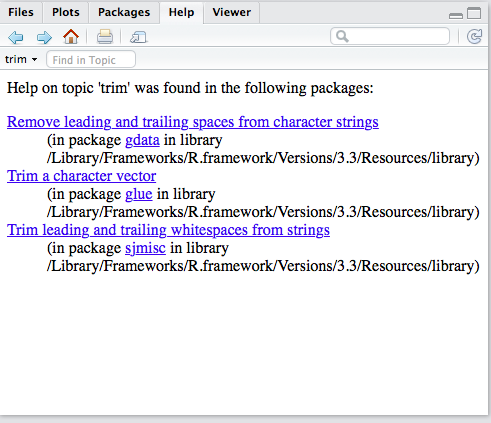 Files Plots Packages Help Viewer
trim Find in Topic
Help on topic 'trim' was found in the following packages:
Remove leading and trailing spaces from character strings
(in package gdata in library
/Library/Frameworks/R.framework/Versions/3.3/Resources/library)
Trim a character vector
(in package glue in library
/Library/Frameworks/R.framework/Versions/3.3/Resources/library)
Trim leading and trailing whitespaces from strings
(in package sjmisc in library
/Library/Frameworks/R.framework/Versions/3.3/Resources/library)